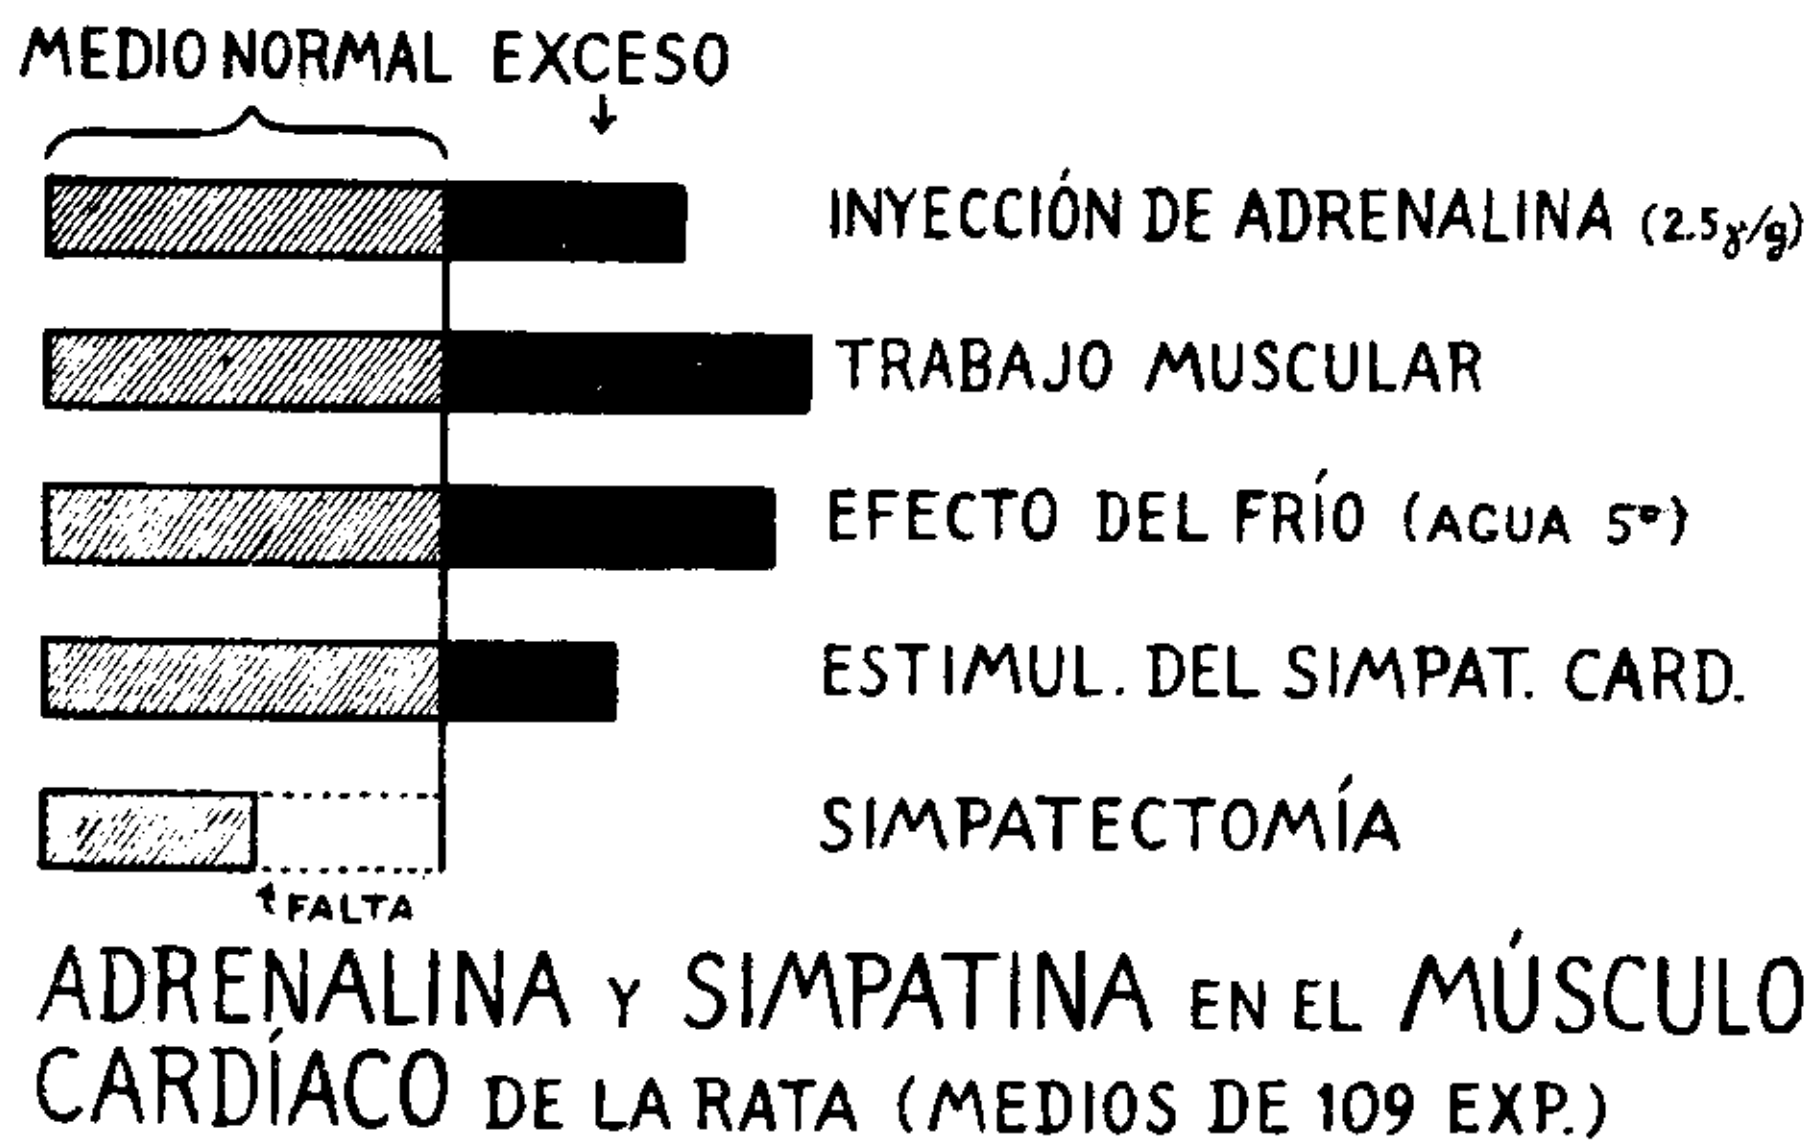 MEDIO NORMAL EXCESO
INYECCIÓN DE ADRENALINA (2.5γ/g)
TRABAJO MUSCULAR
EFECTO DEL FRÍO (AGUA 5°)
ESTIMUL. DEL SIMPAT. CARD.
SIMPATECTOMÍA
FALTA
ADRENALINA Y SIMPATINA EN EL MÚSCULO
CARDÍACO DE LA RATA (MEDIOS DE 109 EXP.)